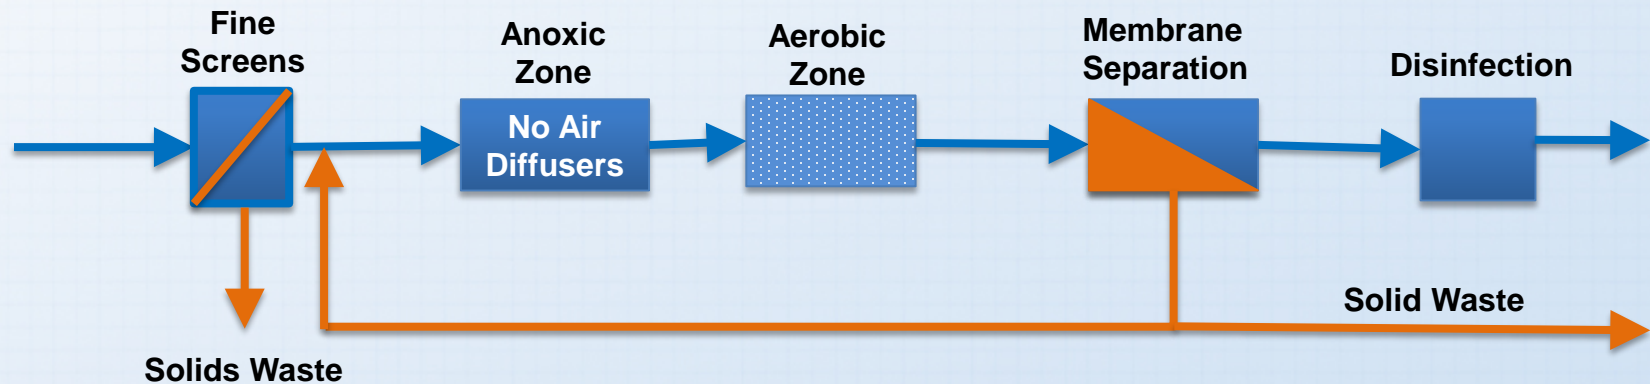 Fine
Screens
Anoxic
Zone
Aerobic
Zone
Membrane
Separation
Disinfection
No Air
Diffusers
Solid Waste
Solids Waste